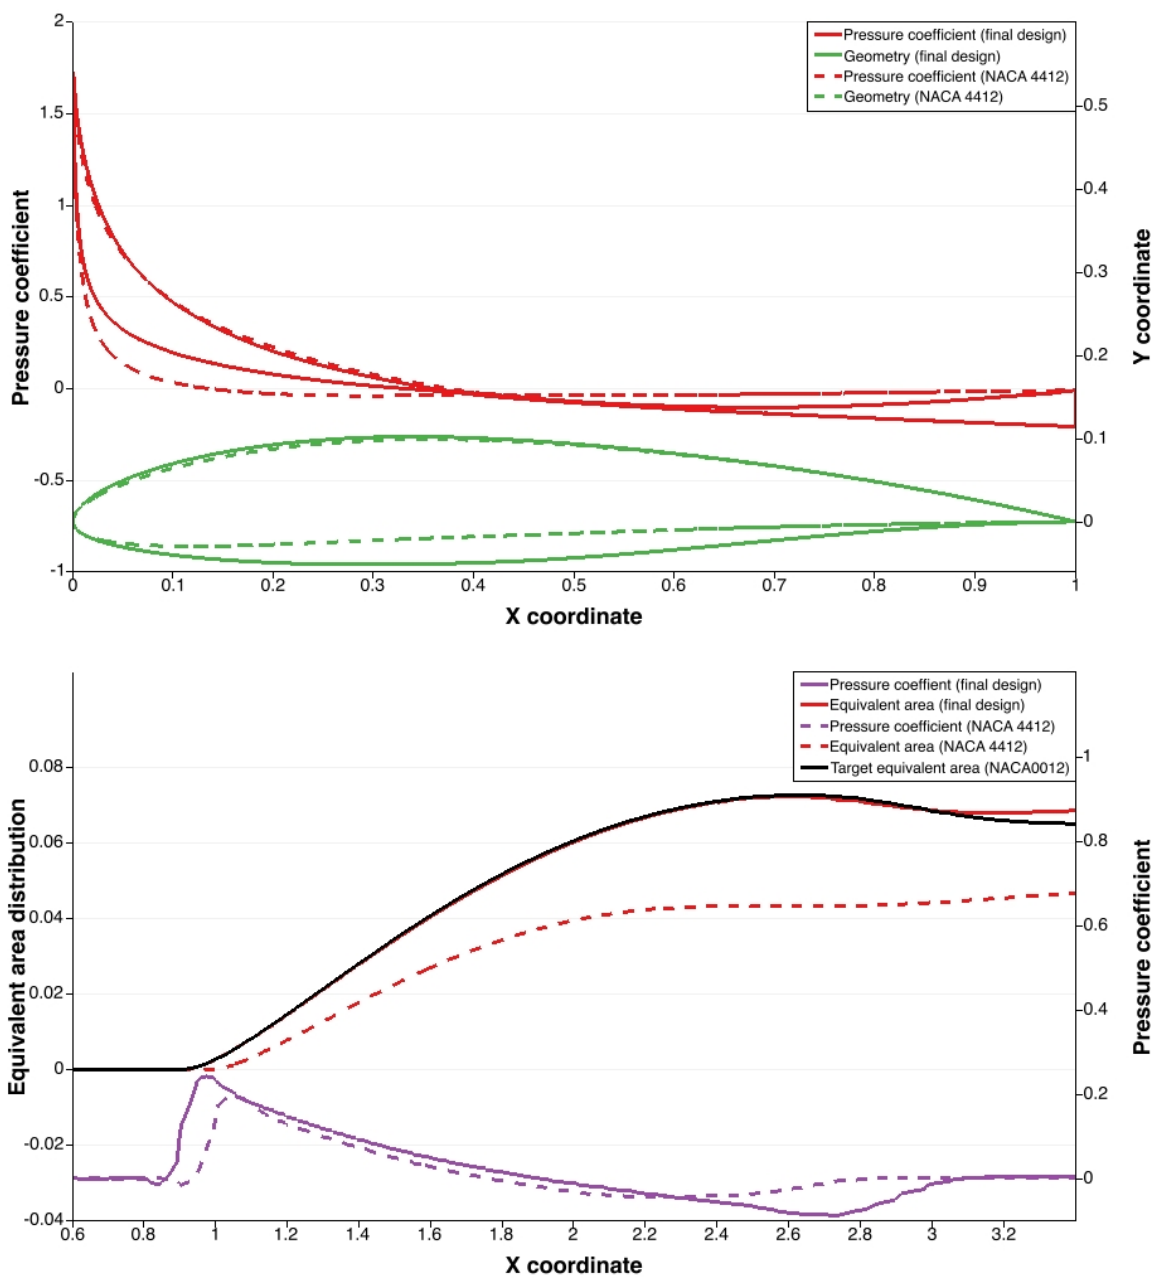 2
1.5
1
0.5
0
-0.5
-1
Pressure coefficient
Pressure coefficient (final design)
Geometry (final design)
Pressure coefficient (NACA 4412)
Geometry (NACA 4412)
0.5
0.4
0.3
0.2
0.1
0
Y coordinate
0 0.1 0.2 0.3 0.4 0.5 0.6 0.7 0.8 0.9 1
X coordinate
0.08
0.06
0.04
0.02
0
-0.02
-0.04
Equivalent area distribution
Pressure coeffient (final design)
Equivalent area (final design)
Pressure coefficient (NACA 4412)
Equivalent area (NACA 4412)
Target equivalent area (NACA0012)
1
0.8
0.6
0.4
0.2
0
Pressure coefficient
0.6 0.8 1 1.2 1.4 1.6 1.8 2 2.2 2.4 2.6 2.8 3 3.2
X coordinate